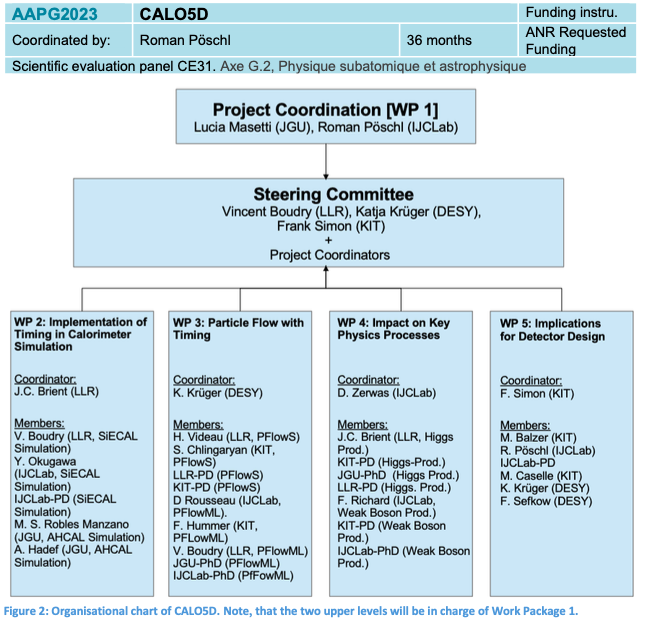 AAPG2023 CALO5D Funding instru.
Coordinated by: Roman Pöschl 36 months ANR Requested
Funding
Scientific evaluation panel CE31. Axe G.2, Physique subatomique et astrophysique
Project Coordination [WP 1]
Lucia Masetti (JGU), Roman Pöschl (IJCLab)
Steering Committee
Vincent Boudry (LLR), Katja Krüger (DESY),
Frank Simon (KIT)
+
Project Coordinators
WP 2: Implementation of
Timing in Calorimeter
Simulation
Coordinator:
J.C. Brient (LLR)
Members:
V. Boudry (LLR, SiECAL
Simulation)
Y. Okugawa
(IJCLab, SiECAL
Simulation)
IJCLab-PD (SiECAL
Simulation)
M. S. Robles Manzano
(JGU, AHCAL Simulation)
A. Hadef (JGU, AHCAL
Simulation)
WP 3: Particle Flow with
Timing
Coordinator:
K. Krüger (DESY)
Members:
H. Videau (LLR, PFlowS)
S. Chlingaryan (KIT,
PFlowS)
LLR-PD (PFlowS)
KIT-PD (PFlowS)
D Rousseau (IJCLab,
PFlowML).
F. Hummer (KIT,
PFLowML)
V. Boudry (LLR, PFlowML)
JGU-PhD (PFlowML)
IJCLab-PhD (PfFowML)
WP 4: Impact on Key
Physics Processes
Coordinator:
D. Zerwas (IJCLab)
Members:
J.C. Brient (LLR, Higgs
Prod.)
KIT-PD (Higgs-Prod.)
JGU-PhD (Higgs Prod.)
LLR-PD (Higgs. Prod.)
F. Richard (IJCLab,
Weak Boson Prod.)
KIT-PD (Weak Boson
Prod.)
IJCLab-PhD (Weak Boson
Prod.)
WP 5: Implications
for Detector Design
Coordinator:
F. Simon (KIT)
Members:
M. Balzer (KIT)
R. Pöschl (IJCLab)
IJCLab-PD
M. Caselle (KIT)
K. Krüger (DESY)
F. Sefkow (DESY)
Figure 2: Organisational chart of CALO5D. Note, that the two upper levels will be in charge of Work Package 1.